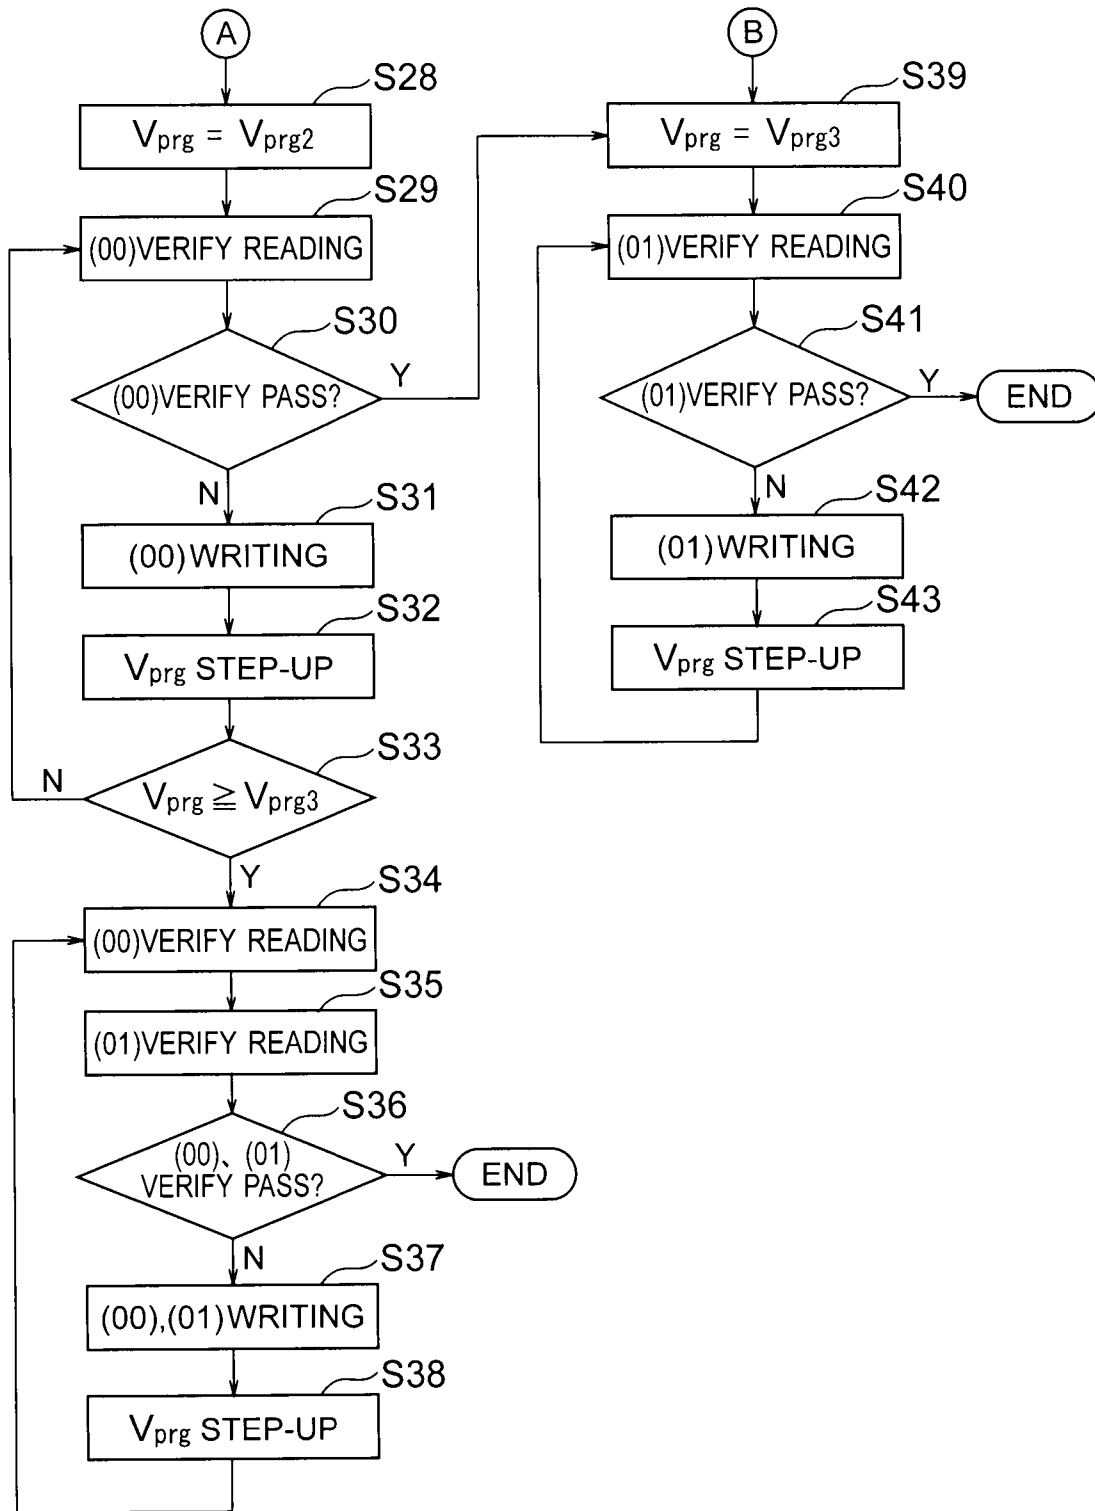 A
S28
Vprg = Vprg2
S29
(00)VERIFY READING
S30
(00)VERIFY PASS?
Y
N
S31
(00)WRITING
S32
Vprg STEP-UP
S33
N
Vprg ≧ Vprg3
Y
S34
(00)VERIFY READING
S35
(01)VERIFY READING
S36
(00)、(01)
VERIFY PASS?
Y
END
N
S37
(00),(01)WRITING
S38
Vprg STEP-UP
B
S39
Vprg = Vprg3
S40
(01)VERIFY READING
S41
(01)VERIFY PASS?
Y
END
N
S42
(01)WRITING
S43
Vprg STEP-UP